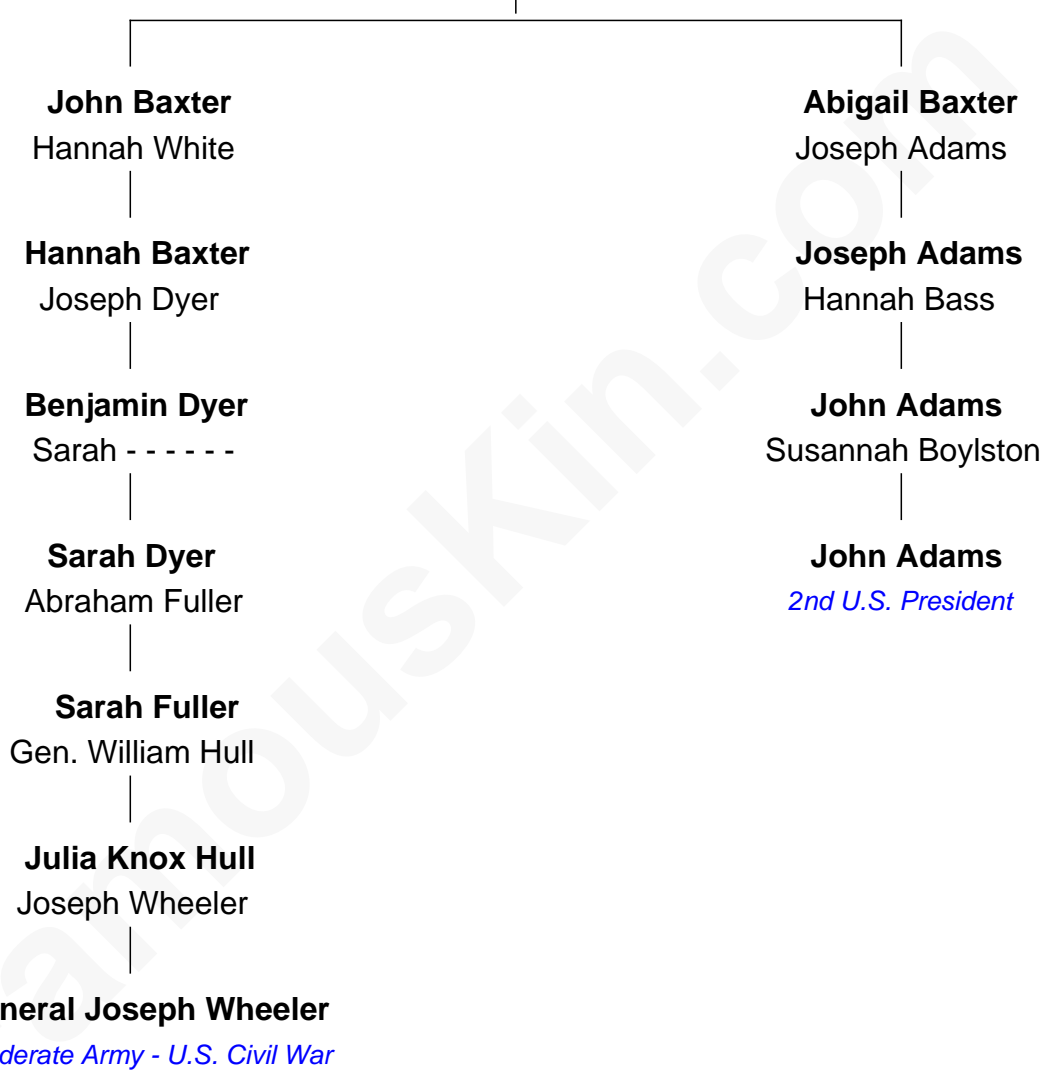 John Baxter
Hannah White
Abigail Baxter
Joseph Adams
Hannah Baxter
Joseph Dyer
Joseph Adams
Hannah Bass
Benjamin Dyer
Sarah - - - - - -
John Adams
Susannah Boylston
Sarah Dyer
Abraham Fuller
John Adams
2nd U.S. President
Sarah Fuller
Gen. William Hull
Julia Knox Hull
Joseph Wheeler
neral Joseph Wheeler
derate Army - U.S. Civil War
amousKin.com